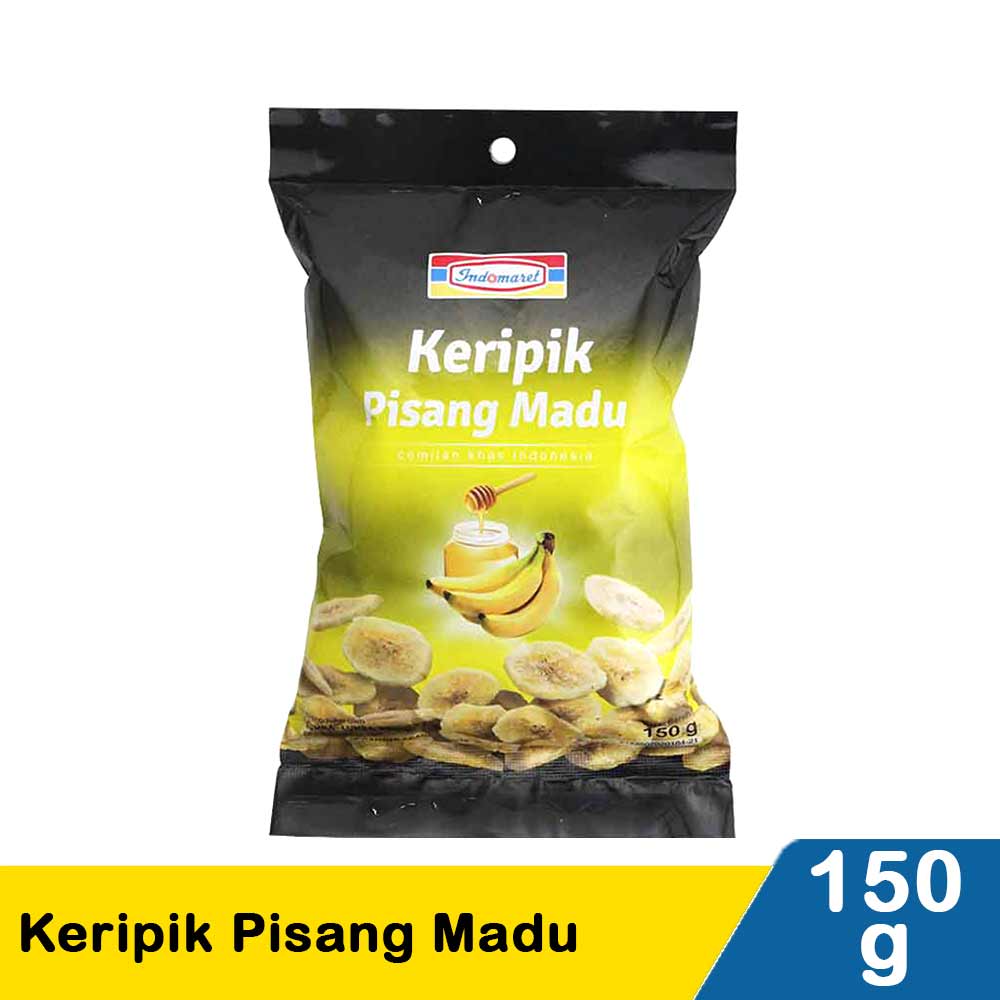 Indomaret
Keripik
Pisang Madu
cemilan khas Indonesia
150 g
Keripik Pisang Madu
150
g